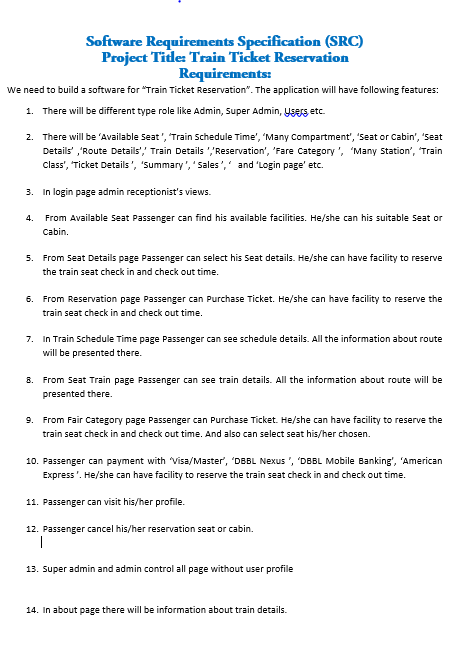 Software Requirements Specification (SRC)
Project Title: Train Ticket Reservation
Requirements:
We need to build a software for “Train Ticket Reservation”. The application will have following features:
1. There will be different type role like Admin, Super Admin, Users etc.
2. There will be ‘Available Seat ’, ‘Train Schedule Time’, ‘Many Compartment’, ‘Seat or Cabin’, ‘Seat
Details’ ,‘Route Details’,’ Train Details ’,‘Reservation’, ‘Fare Category ’, ‘Many Station’, ‘Train
Class’, ‘Ticket Details ’, ‘Summary ’, ‘ Sales ’, ‘ and ‘Login page’ etc.
3. In login page admin receptionist’s views.
4. From Available Seat Passenger can find his available facilities. He/she can his suitable Seat or
Cabin.
5. From Seat Details page Passenger can select his Seat details. He/she can have facility to reserve
the train seat check in and check out time.
6. From Reservation page Passenger can Purchase Ticket. He/she can have facility to reserve the
train seat check in and check out time.
7. In Train Schedule Time page Passenger can see schedule details. All the information about route
will be presented there.
8. From Seat Train page Passenger can see train details. All the information about route will be
presented there.
9. From Fair Category page Passenger can Purchase Ticket. He/she can have facility to reserve the
train seat check in and check out time. And also can select seat his/her chosen.
10. Passenger can payment with ‘Visa/Master’, ‘DBBL Nexus ’, ‘DBBL Mobile Banking’, ‘American
Express ’. He/she can have facility to reserve the train seat check in and check out time.
11. Passenger can visit his/her profile.
12. Passenger cancel his/her reservation seat or cabin.
13. Super admin and admin control all page without user profile
14. In about page there will be information about train details.